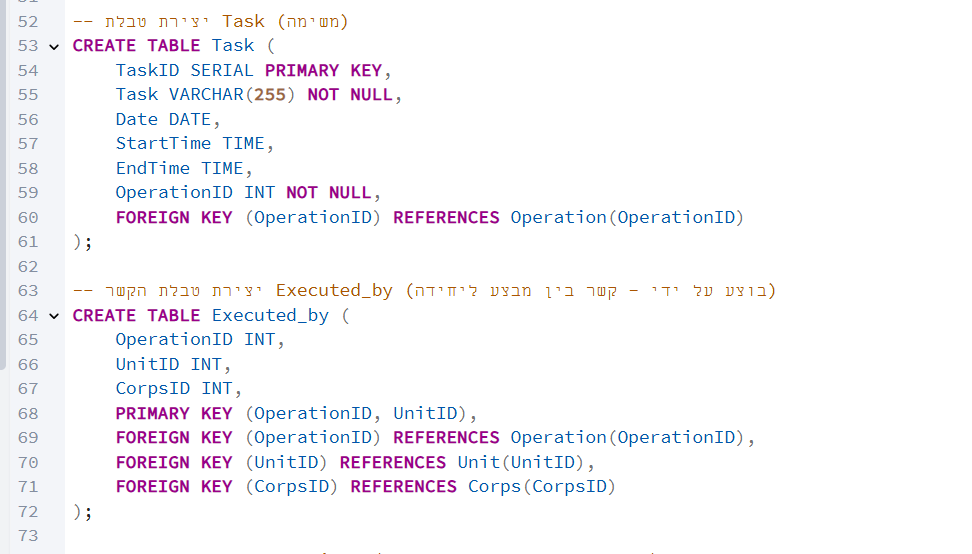 52 -- יצירת טבלת Task (משימה)
53 CREATE TABLE Task (
54 TaskID SERIAL PRIMARY KEY,
55 Task VARCHAR(255) NOT NULL,
56 Date DATE,
57 StartTime TIME,
58 EndTime TIME,
59 OperationID INT NOT NULL,
60 FOREIGN KEY (OperationID) REFERENCES Operation(OperationID)
61 );
62
63 -- יצירת טבלת הקשר Executed_by (בוצע על ידי - קשר בין מבצע ליחידה)
64 CREATE TABLE Executed_by (
65 OperationID INT,
66 UnitID INT,
67 CorpsID INT,
68 PRIMARY KEY (OperationID, UnitID),
69 FOREIGN KEY (OperationID) REFERENCES Operation(OperationID),
70 FOREIGN KEY (UnitID) REFERENCES Unit(UnitID),
71 FOREIGN KEY (CorpsID) REFERENCES Corps(CorpsID)
72 );
73